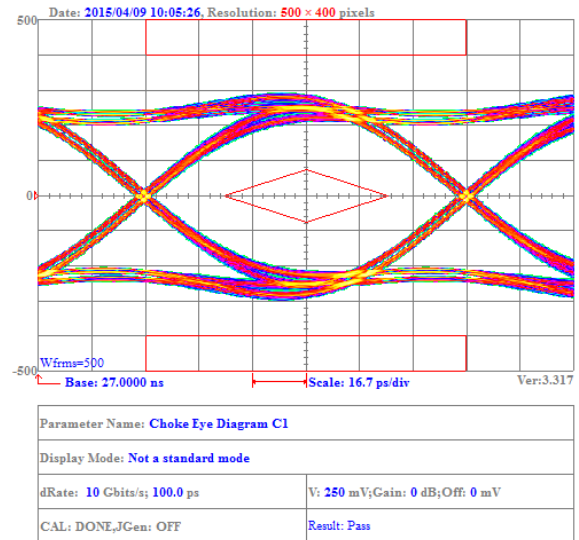 Date: 2015/04/09 10:05:26, Resolution: 500 × 400 pixels
500
0
-500
Wfrms=500
Base: 27.0000 ns
Scale: 16.7 ps/div
Ver:3.317
Parameter Name: Choke Eye Diagram C1
Display Mode: Not a standard mode
dRate: 10 Gbits/s; 100.0 ps
V: 250 mV;Gain: 0 dB;Off: 0 mV
CAL: DONE,JGen: OFF
Result: Pass